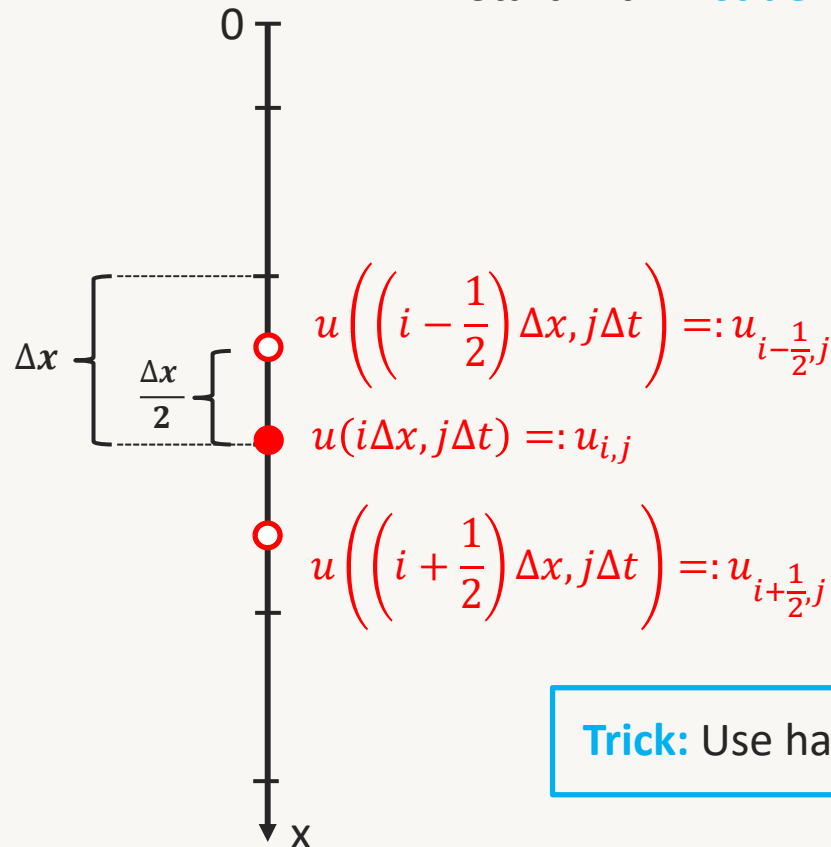 0
Δx
Δx/2
u((i − 1/2)Δx, jΔt) =: u_{i−1/2,j}
u(iΔx, jΔt) =: u_{i,j}
u((i + 1/2)Δx, jΔt) =: u_{i+1/2,j}
Trick: Use ha
x